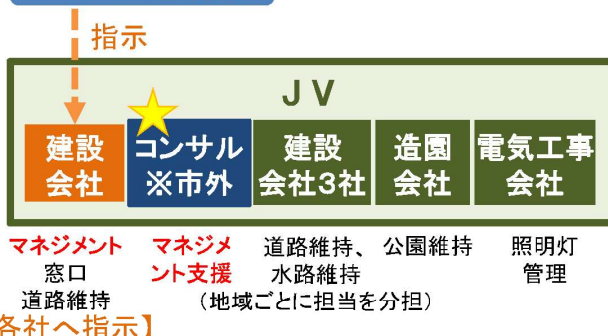 指示
JV
建設
会社
コンサル
※市外
建設
会社3社
造園
会社
電気工事
会社
マネジメント
窓口
道路維持
マネジメ
ント支援
道路維持、
水路維持
公園維持
照明灯
管理
（地域ごとに担当を分担）
各社へ指示】